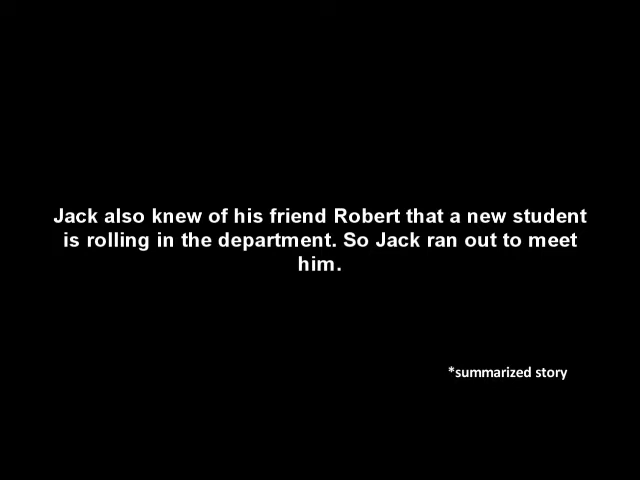 Jack also knew of his friend Robert that a new student
is rolling in the department. So Jack ran out to meet
him.
*summarized story